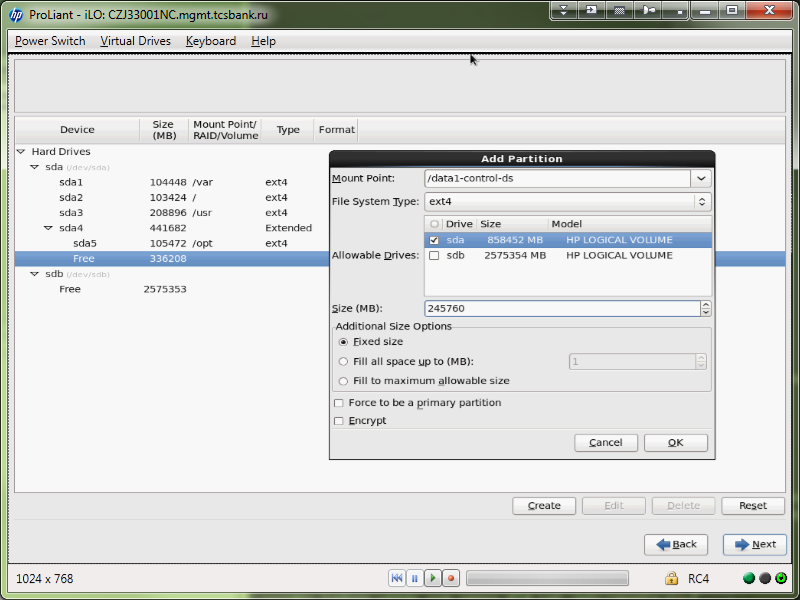 ProLiant - iLO: CZJ33001NC.mgmt.tcsbank.ru
Power Switch Virtual Drives Keyboard Help
Device Size (MB) Mount Point/ RAID/Volume Type Format
Hard Drives
sda (/dev/sda)
sda1 104448 /var ext4
sda2 103424 / ext4
sda3 208896 /usr ext4
sda4 441682 Extended
sda5 105472 /opt ext4
Free 336208
sdb (/dev/sdb)
Free 2575353
Add Partition
Mount Point: /data1-control-ds
File System Type: ext4
Drive Size Model
sda 858452 MB HP LOGICAL VOLUME
Allowable Drives: sdb 2575354 MB HP LOGICAL VOLUME
Size (MB): 245760
Additional Size Options
Fixed size
Fill all space up to (MB): 1
Fill to maximum allowable size
Force to be a primary partition
Encrypt
Cancel OK
Create Edit Delete Reset
Back Next
1024 x 768 RC4